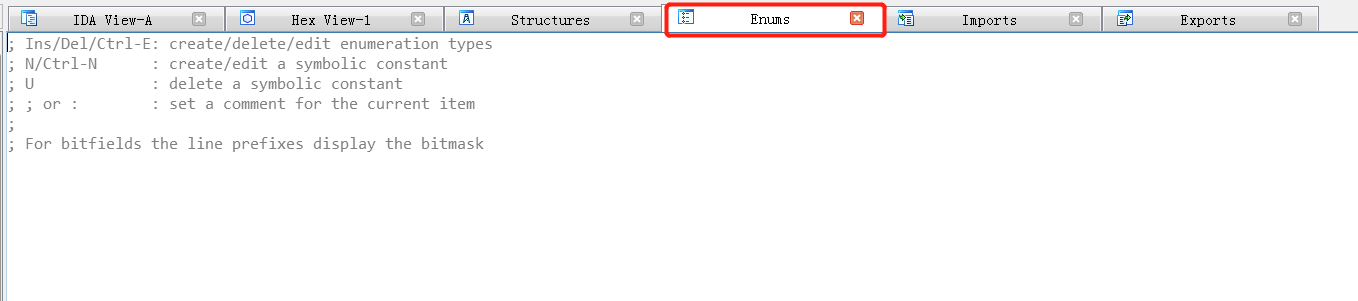 IDA View-A Hex View-1 Structures Enums Imports Exports
; Ins/Del/Ctrl-E: create/delete/edit enumeration types
; N/Ctrl-N      : create/edit a symbolic constant
; U             : delete a symbolic constant
; ; or :        : set a comment for the current item
;
; For bitfields the line prefixes display the bitmask